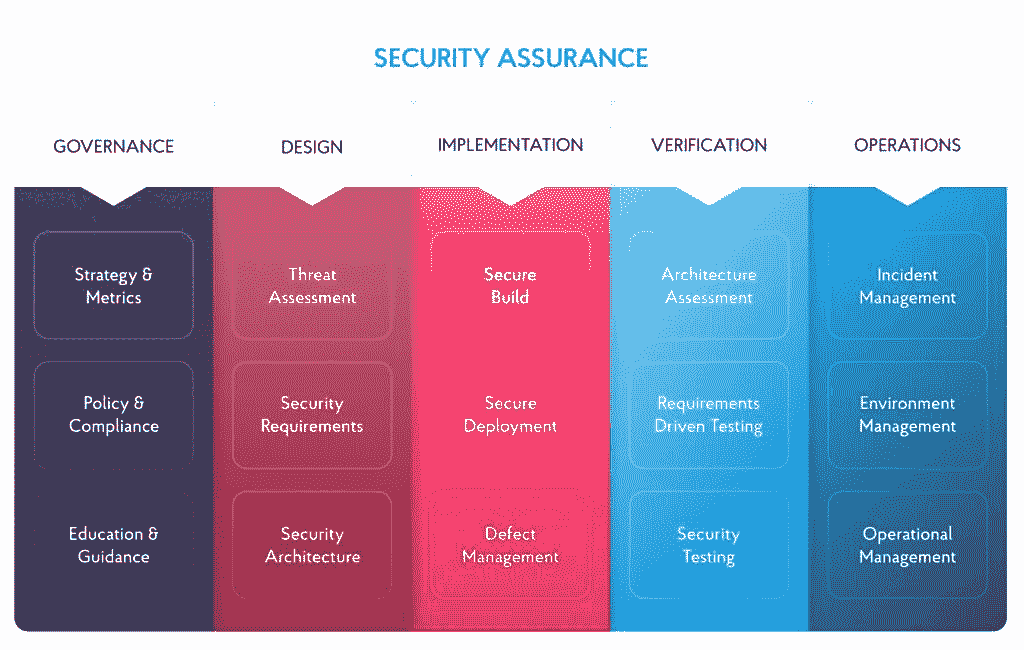 SECURITY ASSURANCE
GOVERNANCE
DESIGN
IMPLEMENTATION
VERIFICATION
OPERATIONS
Strategy &
Metrics
Threat
Assessment
Secure
Build
Architecture
Assessment
Incident
Management
Policy &
Compliance
Security
Requirements
Secure
Deployment
Requirements
Driven Testing
Environment
Management
Education &
Guidance
Security
Architecture
Defect
Management
Security
Testing
Operational
Management